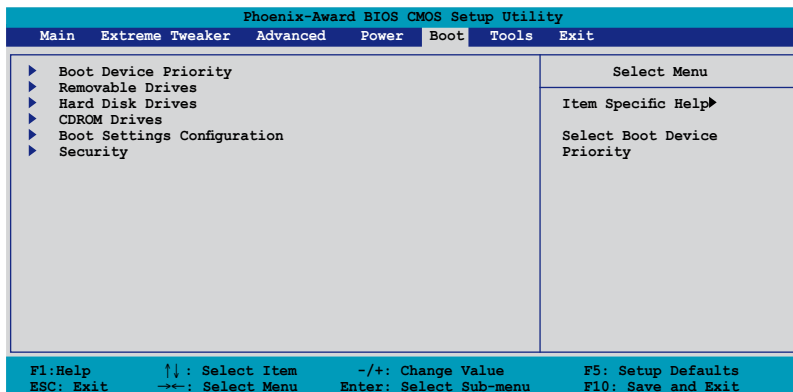 Phoenix-Award BIOS CMOS Setup Utility
Main Extreme Tweaker Advanced Power Boot Tools Exit
Boot Device Priority
Removable Drives
Hard Disk Drives
CDROM Drives
Boot Settings Configuration
Security
Select Menu
Item Specific Help
Select Boot Device
Priority
F1:Help ↑↓: Select Item -/+: Change Value F5: Setup Defaults
ESC: Exit →←: Select Menu Enter: Select Sub-menu F10: Save and Exit